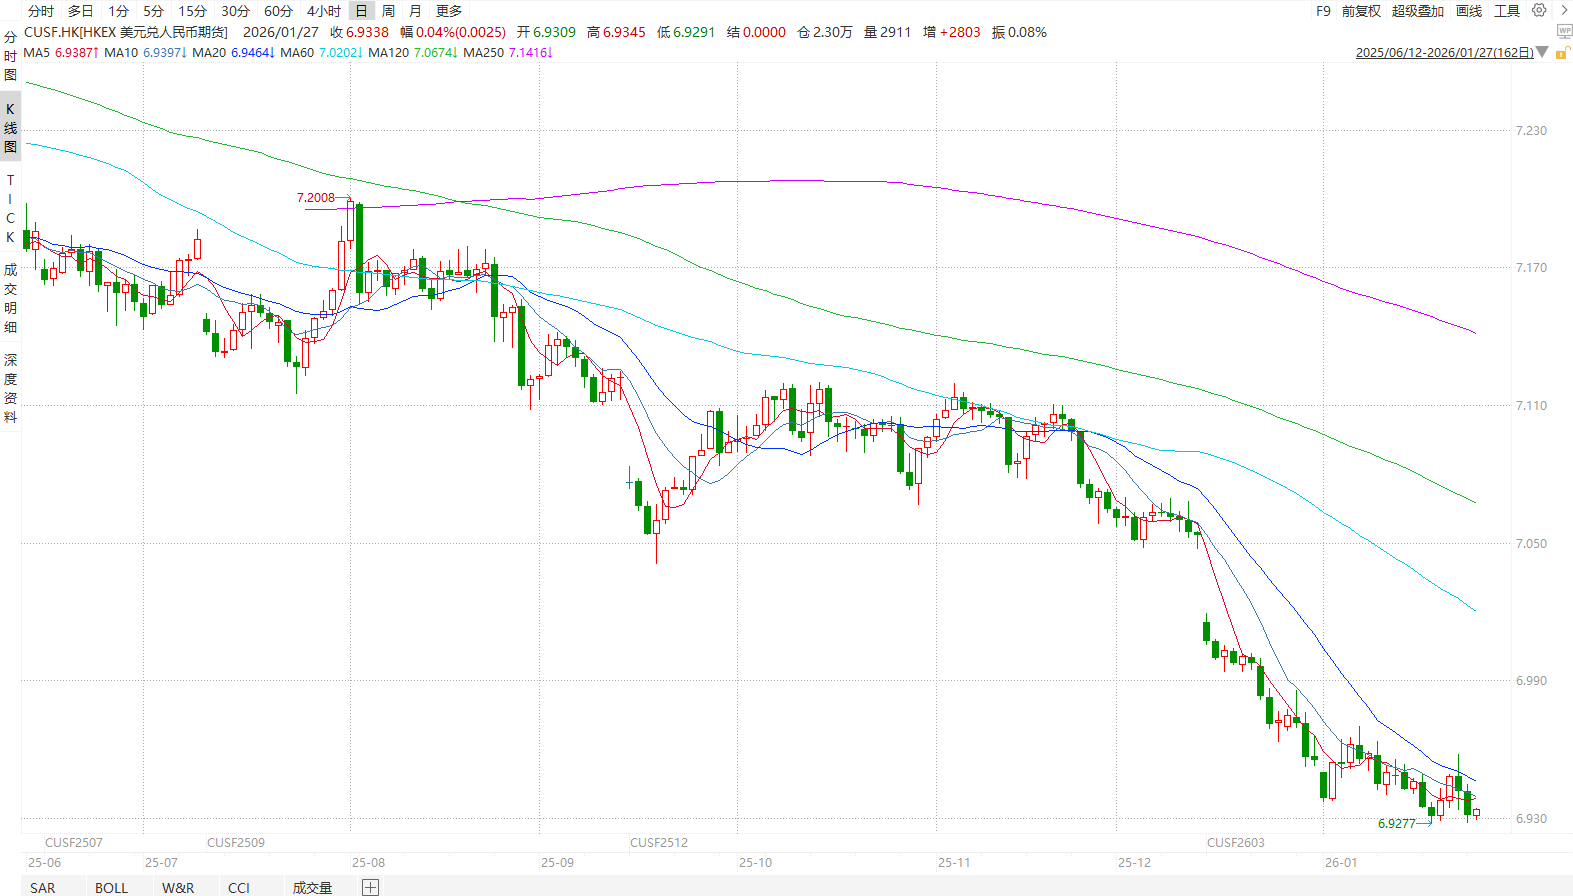 分时 多日 1分 5分 15分 30分 60分 4小时 日 周 月 更多 F9 前复权 超级叠加 画线 工具
CUSF.HK[HKEX 美元兑人民币期货] 2026/01/27 收 6.9338 幅 0.04%(0.0025) 开 6.9309 高 6.9345 低 6.9291 结 0.0000 仓 2.30万 量 2911 增 +2803 振 0.08%
MA5 6.9387↑ MA10 6.9397↓ MA20 6.9464↓ MA60 7.0202↓ MA120 7.0674↓ MA250 7.1416↓ 2025/06/12-2026/01/27(162日)
WP
分时图
K线图
TICK
成交明细
深度资料
7.230
7.2008
7.170
7.110
7.050
6.990
6.930
6.9277
CUSF2507 CUSF2509 CUSF2512 CUSF2603
25-06 25-07 25-08 25-09 25-10 25-11 25-12 26-01
SAR BOLL W&R CCI 成交量